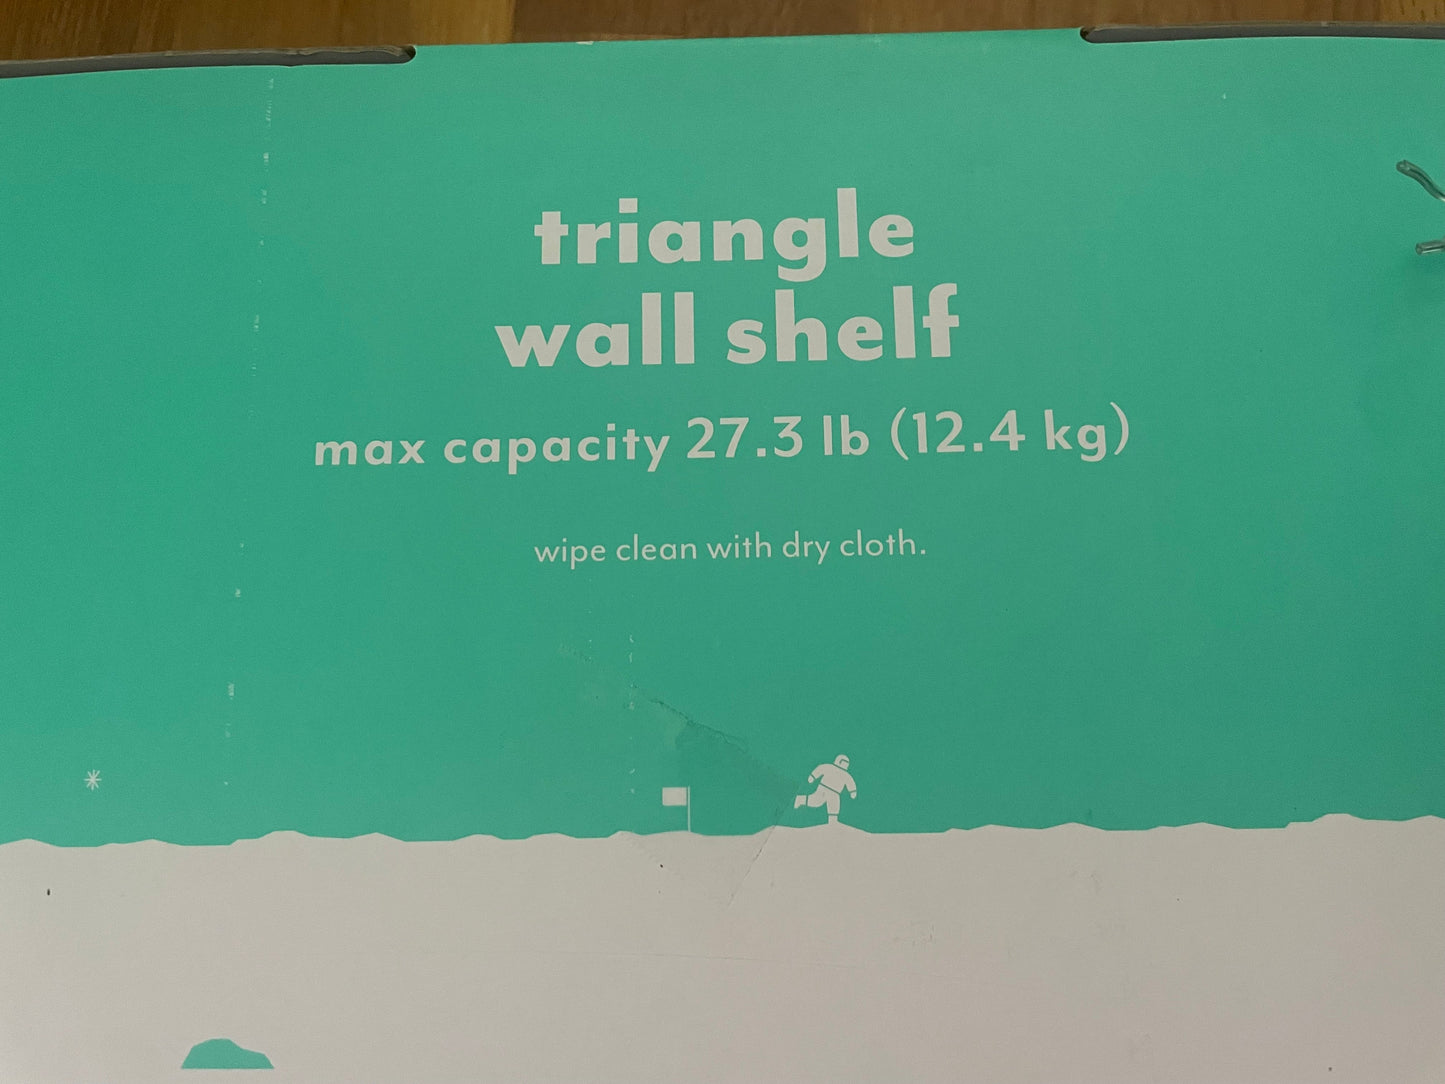 triangle
wall shelf
max capacity 27.3 lb (12.4 kg)
wipe clean with dry cloth.